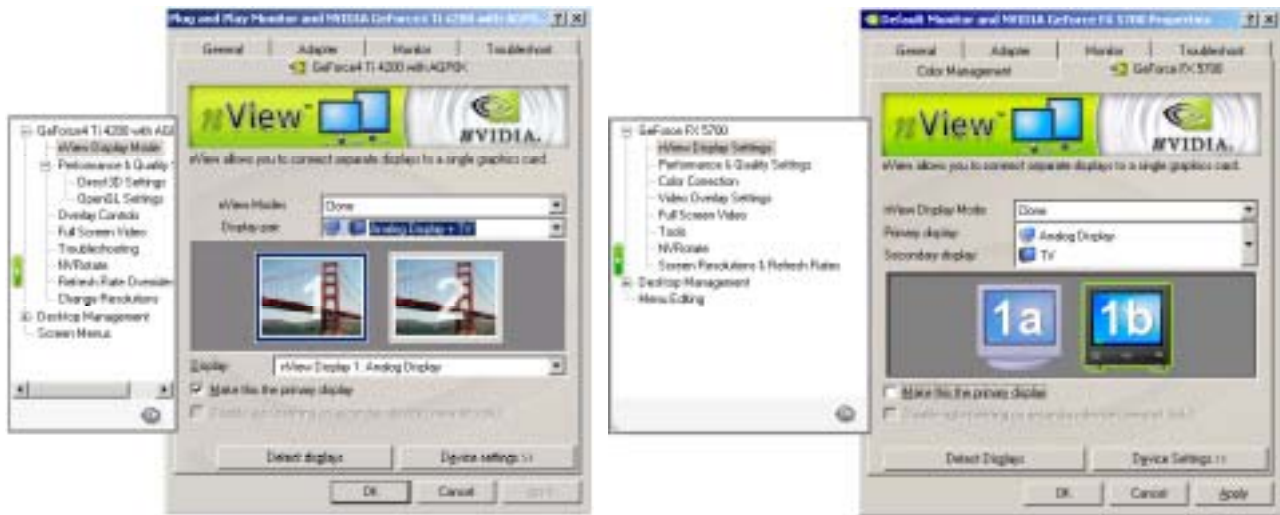 Plug and Play Monitor and NVIDIA GeForce4 Ti 4200 with AGP8...
General Adapter Monitor Troubleshoot
GeForce4 Ti 4200 with AGP8X
nView™
NVIDIA.
nView allows you to connect separate displays to a single graphics card.
nView Modes: Clone
Display pair: Analog Display + TV
1 2
Display: nView Display 1: Analog Display
Make this the primary display
Detect displays Device settings >>
OK Cancel
GeForce4 Ti 4200 with AGP
nView Display Mode
Performance & Quality S
Direct3D Settings
OpenGL Settings
Overlay Controls
Full Screen Video
Troubleshooting
NVRotate
Refresh Rate Overrides
Change Resolutions
Desktop Management
Screen Menus
Default Monitor and NVIDIA GeForce FX 5700 Properties
General Adapter Monitor Troubleshoot
Color Management GeForce FX 5700
nView™
NVIDIA.
nView allows you to connect separate displays to a single graphics card.
nView Display Mode: Clone
Primary display: Analog Display
Secondary display: TV
1a 1b
Make this the primary display
Detect Displays Device Settings >>
OK Cancel Apply
GeForce FX 5700
nView Display Settings
Performance & Quality Settings
Color Correction
Video Overlay Settings
Full Screen Video
Tools
NVRotate
Screen Resolutions & Refresh Rates
Desktop Management
Menu Editing